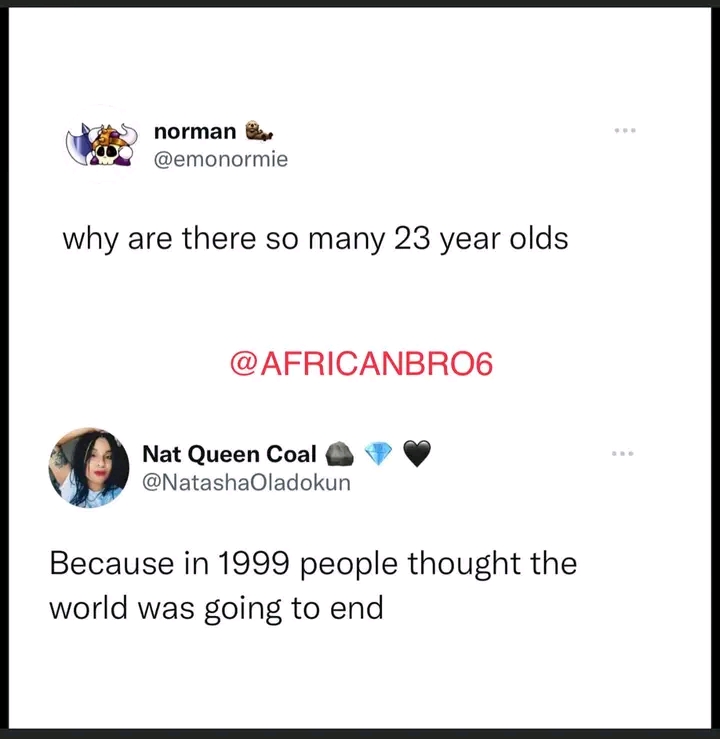 norman 🦦
@emonormie
why are there so many 23 year olds
@AFRICANBRO6
Nat Queen Coal 🪨 💎 🖤
@NatashaOladokun
Because in 1999 people thought the
world was going to end